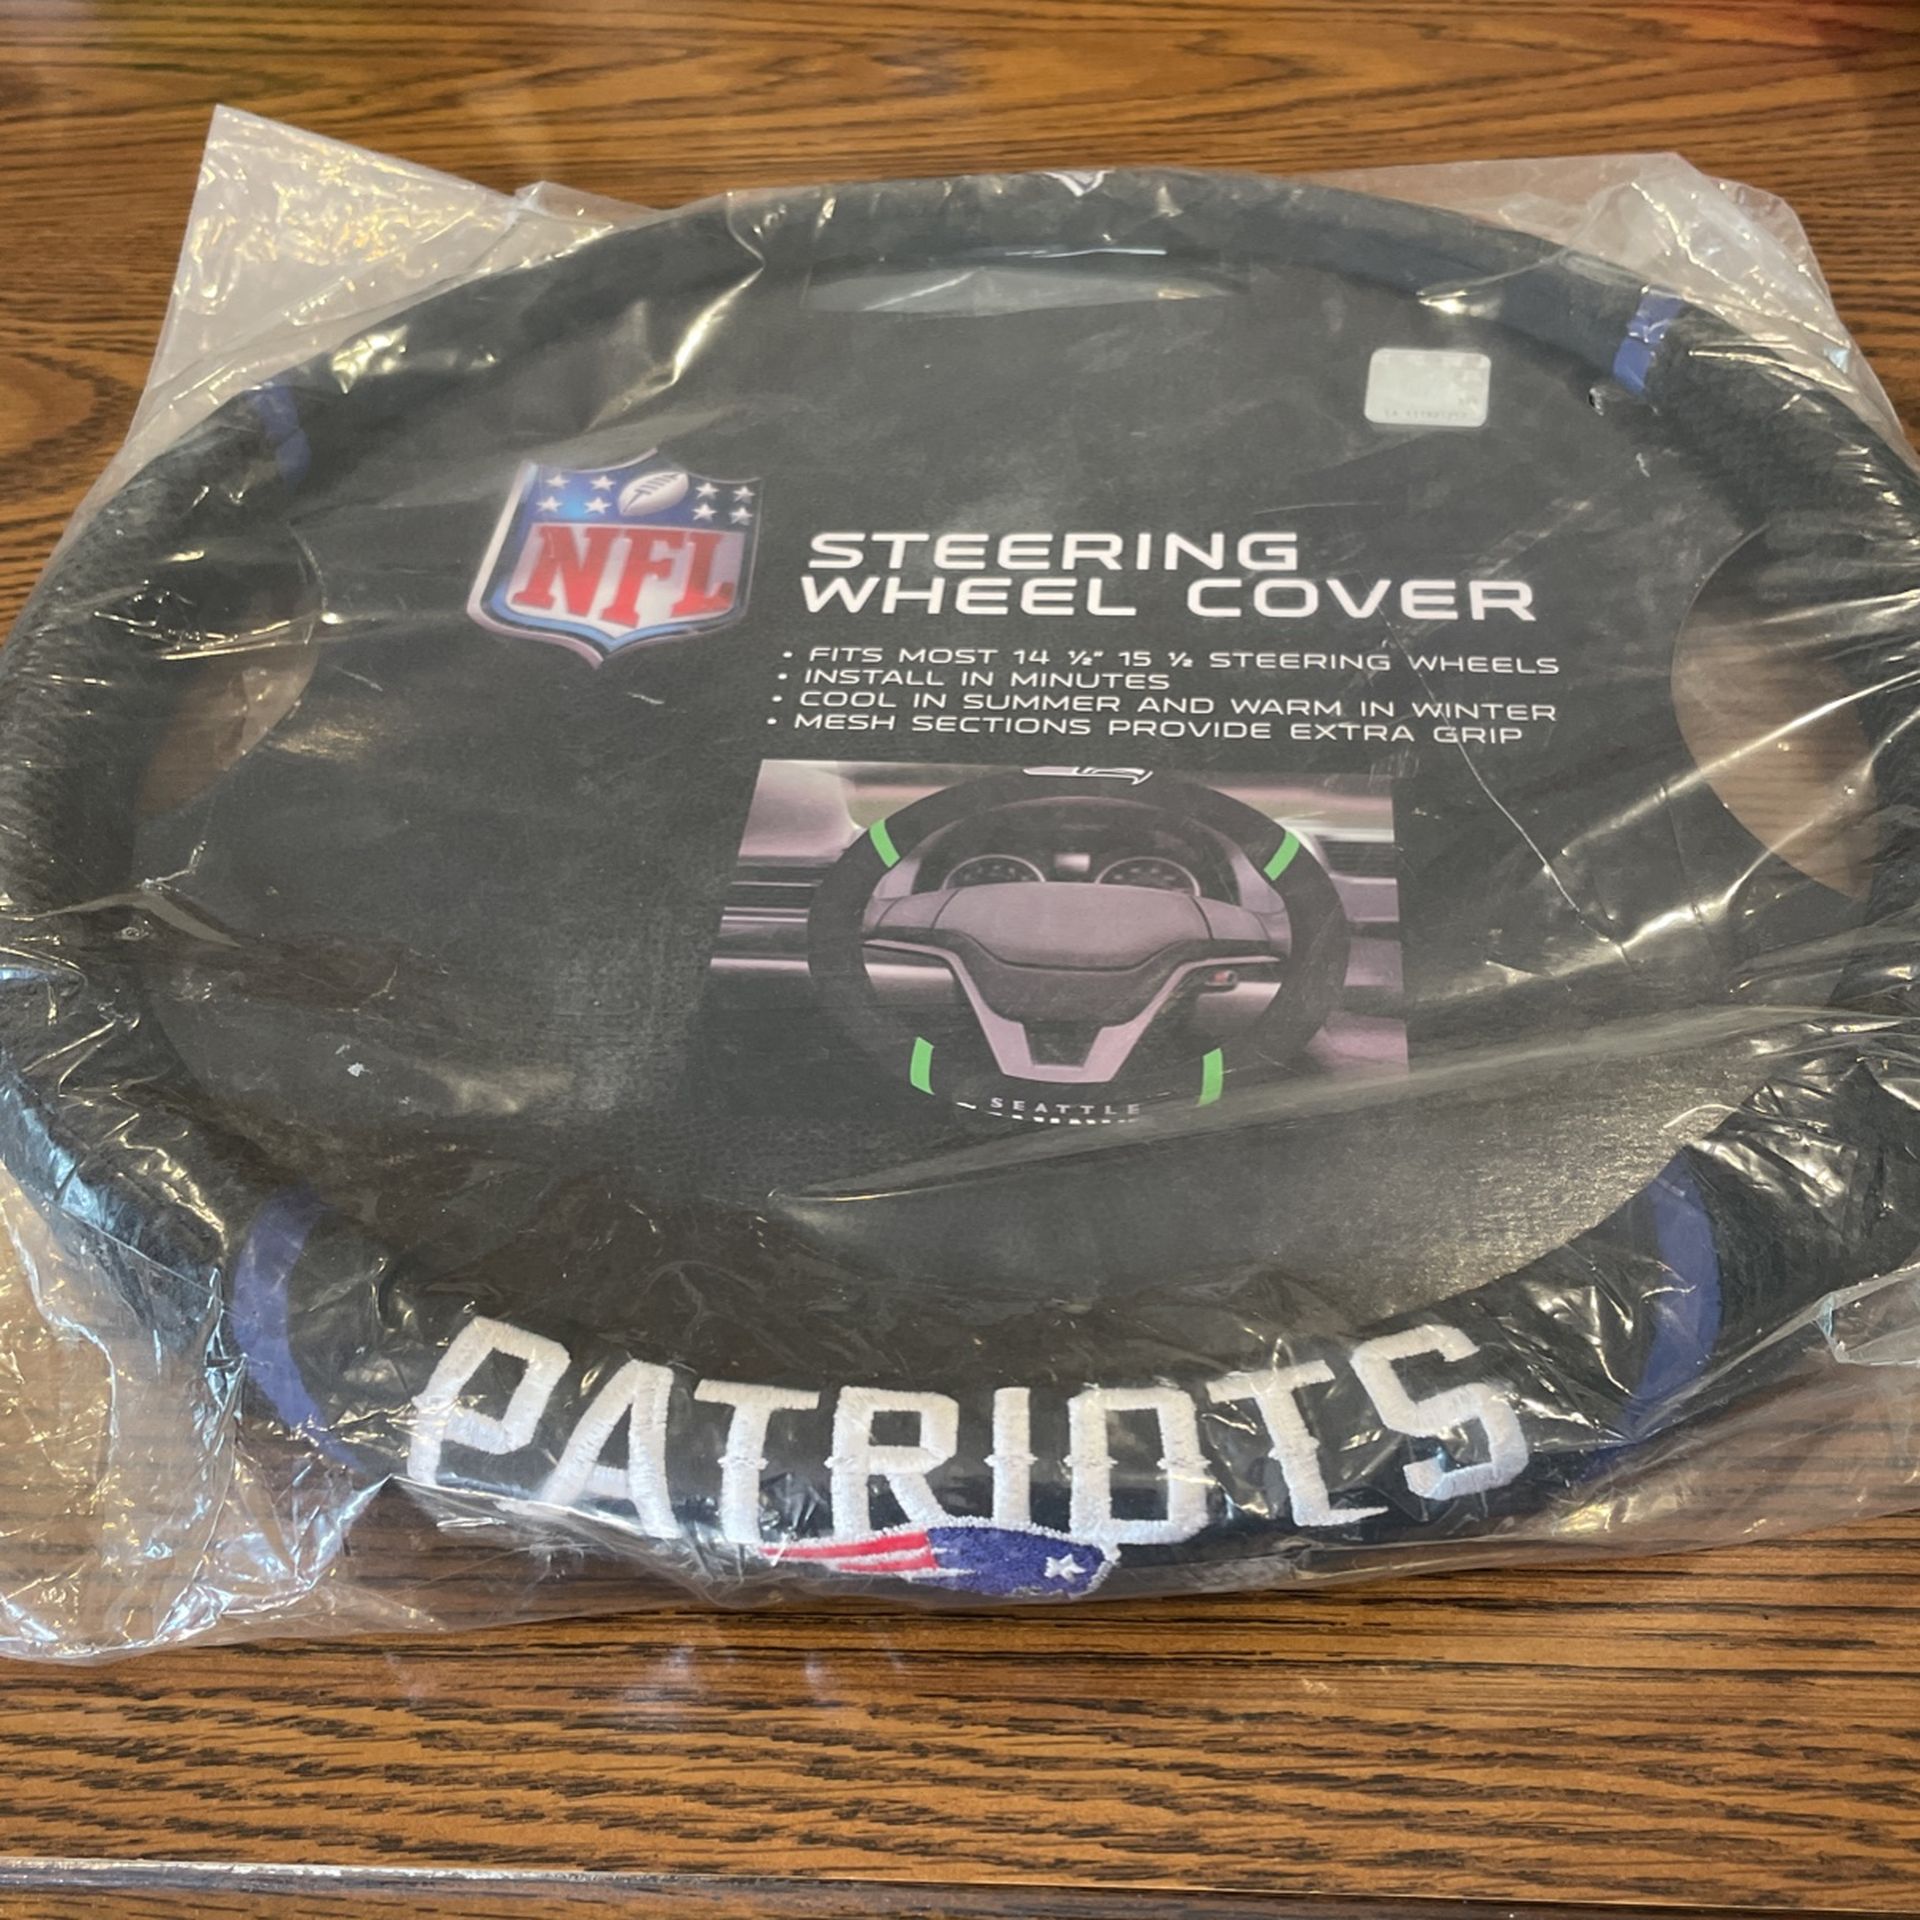 NFL
STEERING
WHEEL COVER
• FITS MOST 14 ½" 15 ½ STEERING WHEELS
• INSTALL IN MINUTES
• COOL IN SUMMER AND WARM IN WINTER
• MESH SECTIONS PROVIDE EXTRA GRIP
SEATTLE
PATRIOTS